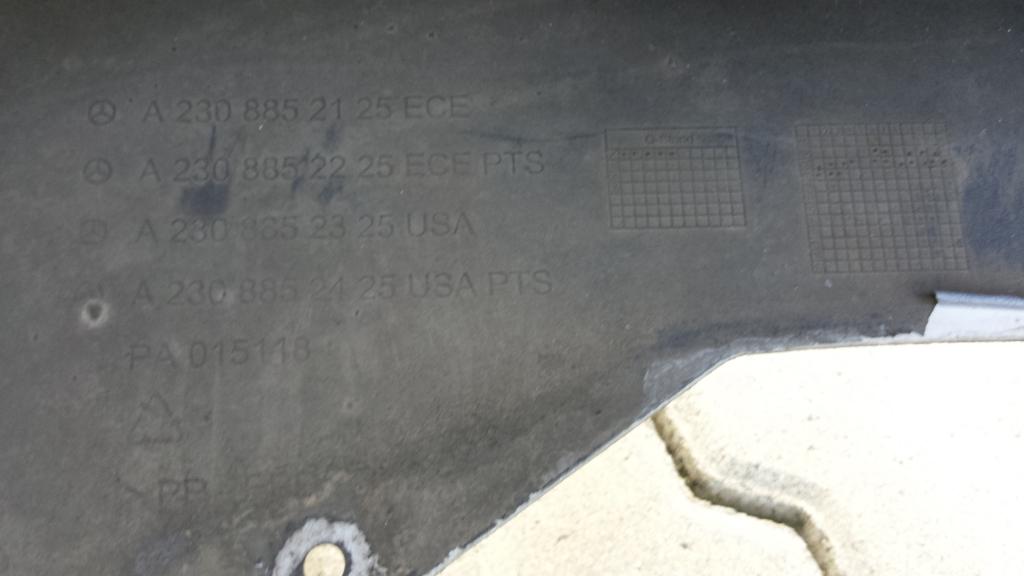 A 230 885 21 25 ECE
A 230 885 22 25 ECE PTS
A 230 885 23 25 USA
A 230 885 24 25 USA PTS
PA 015118
>PP